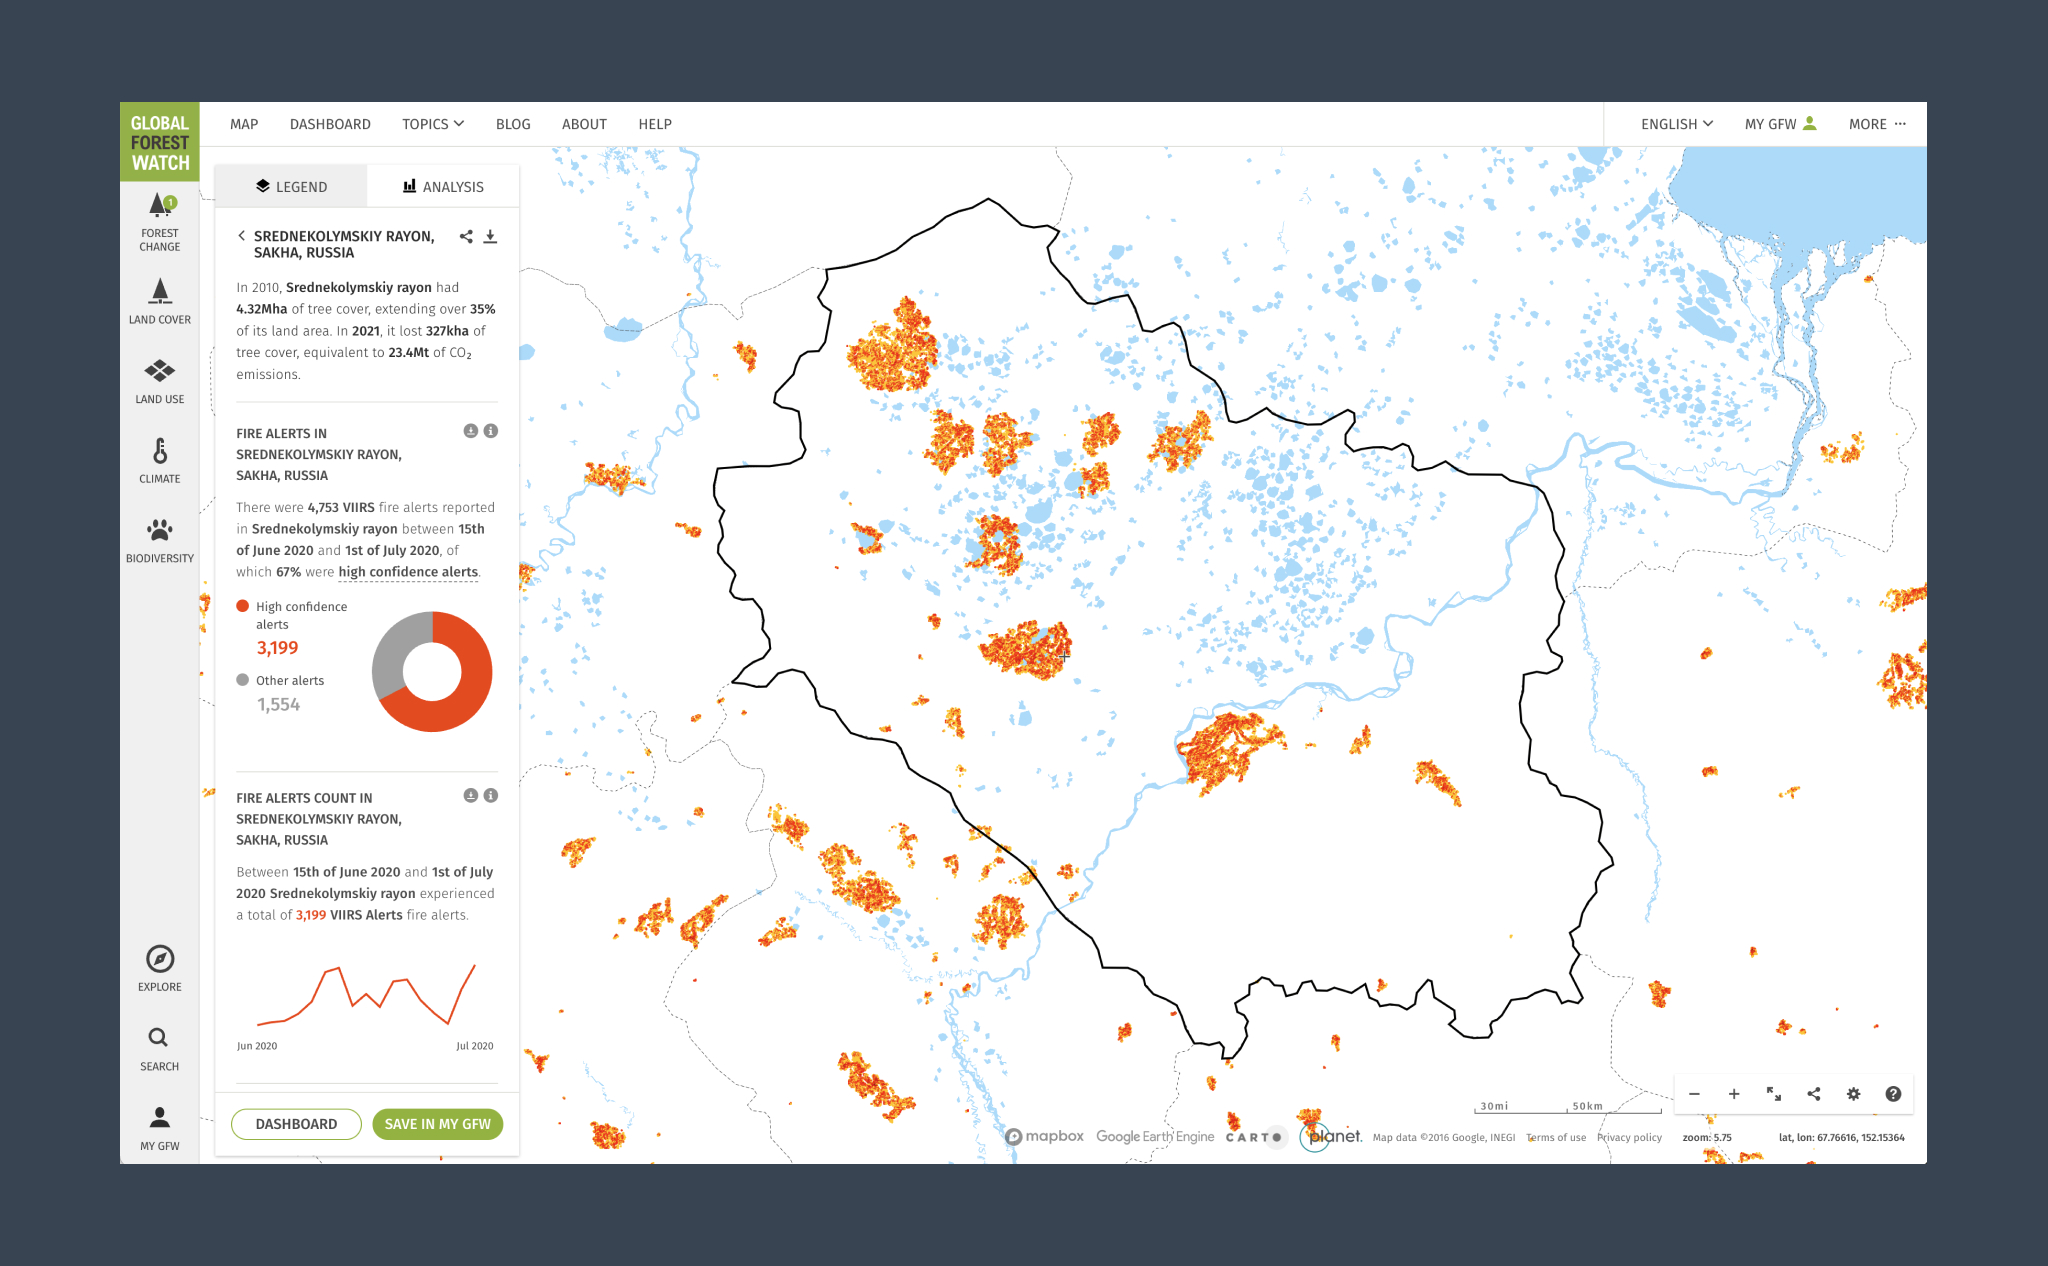 GLOBAL
FOREST
WATCH
MAP
DASHBOARD
TOPICS
BLOG
ABOUT
HELP
ENGLISH
MY GFW
MORE
1
FOREST
CHANGE
LAND COVER
LAND USE
CLIMATE
BIODIVERSITY
EXPLORE
SEARCH
MY GFW
LEGEND
ANALYSIS
SREDNEKOLYMSKIY RAYON,
SAKHA, RUSSIA
In 2010, Srednekolymskiy rayon had
4.32Mha of tree cover, extending over 35%
of its land area. In 2021, it lost 327kha of
tree cover, equivalent to 23.4Mt of CO₂
emissions.
FIRE ALERTS IN
SREDNEKOLYMSKIY RAYON,
SAKHA, RUSSIA
There were 4,753 VIIRS fire alerts reported
in Srednekolymskiy rayon between 15th
of June 2020 and 1st of July 2020, of
which 67% were high confidence alerts.
High confidence
alerts
3,199
Other alerts
1,554
FIRE ALERTS COUNT IN
SREDNEKOLYMSKIY RAYON,
SAKHA, RUSSIA
Between 15th of June 2020 and 1st of July
2020 Srednekolymskiy rayon experienced
a total of 3,199 VIIRS Alerts fire alerts.
Jun 2020
Jul 2020
DASHBOARD
SAVE IN MY GFW
30mi
50km
mapbox
Google Earth Engine
CARTO
planet.
Map data ©2016 Google, INEGI
Terms of use
Privacy policy
zoom: 5.75
lat, lon: 67.76616, 152.15364